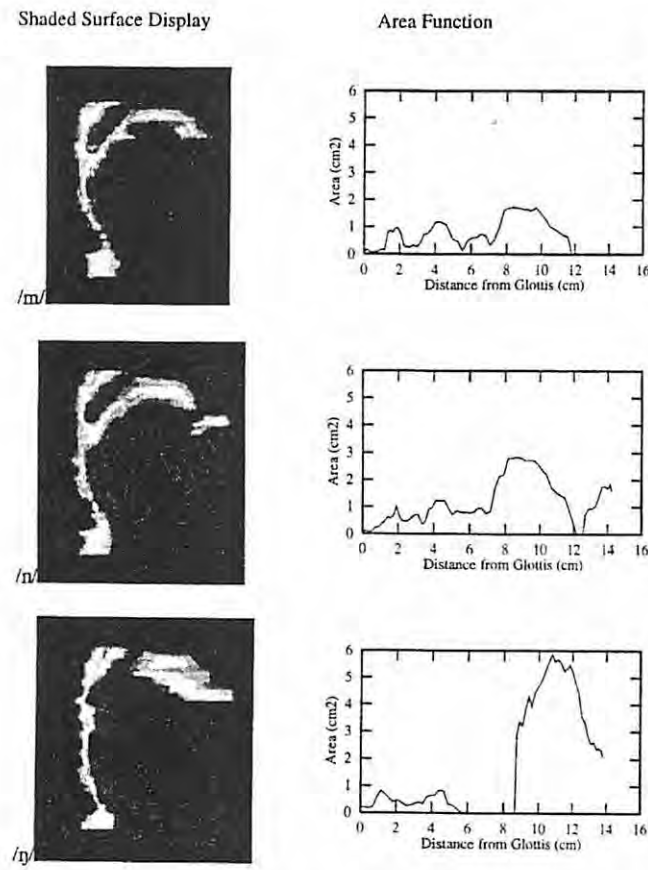 Shaded Surface Display
Area Function
/m/
6
5
4
3
2
1
0
Area (cm2)
0 2 4 6 8 10 12 14 16
Distance from Glottis (cm)
/n/
6
5
4
3
2
1
0
Area (cm2)
0 2 4 6 8 10 12 14 16
Distance from Glottis (cm)
/ŋ/
6
5
4
3
2
1
0
Area (cm2)
0 2 4 6 8 10 12 14 16
Distance from Glottis (cm)